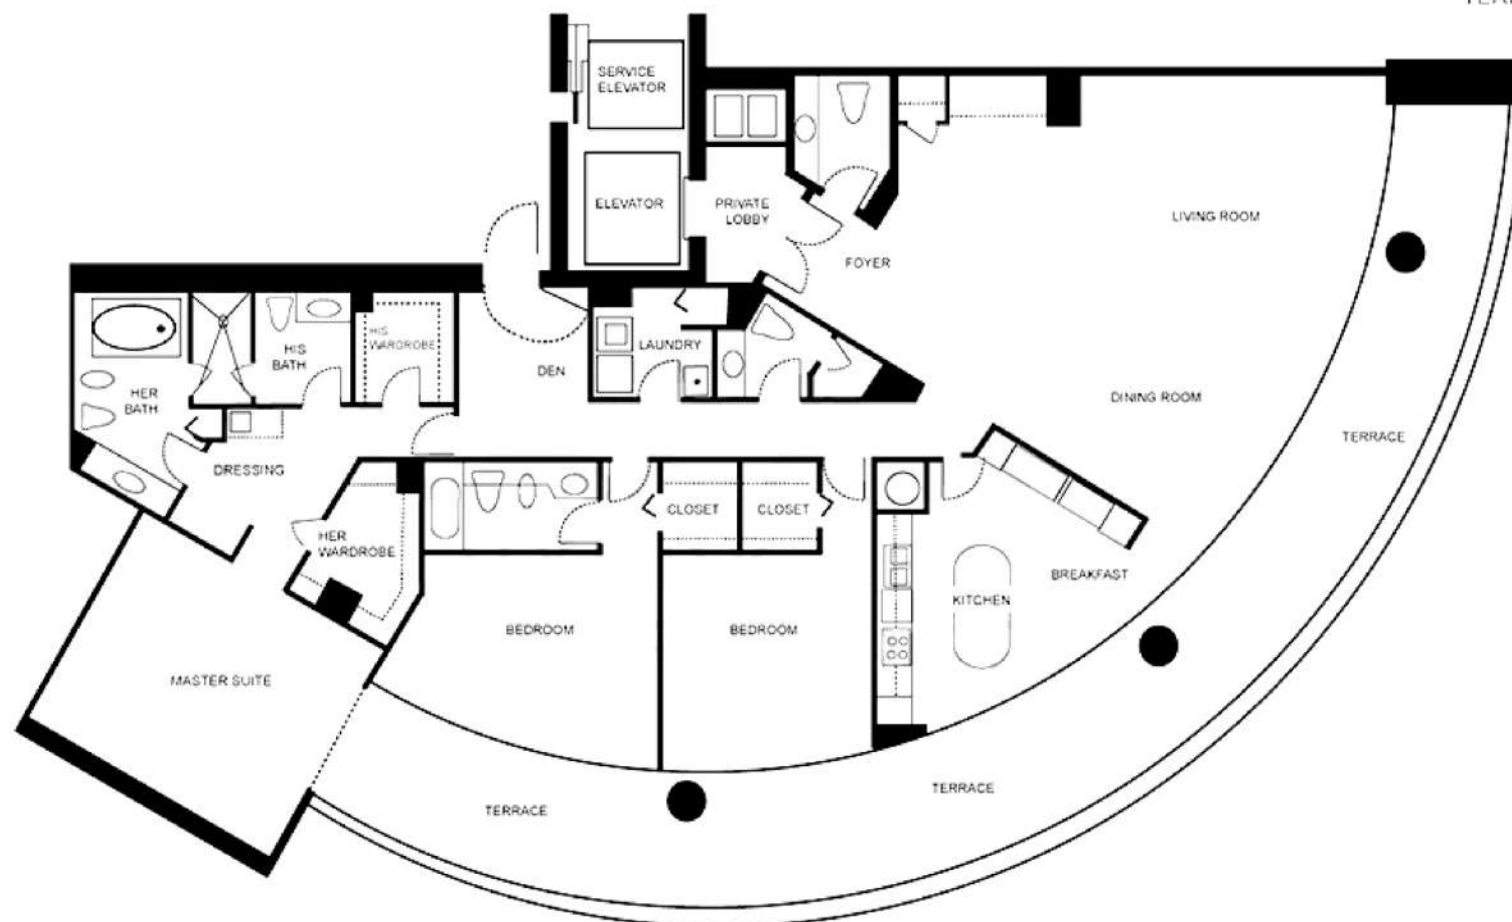 SERVICE
ELEVATOR
ELEVATOR
PRIVATE
LOBBY
LIVING ROOM
FOYER
HIS
WARDROBE
HIS
BATH
LAUNDRY
DEN
HER
BATH
DINING ROOM
TERRACE
DRESSING
CLOSET
CLOSET
HER
WARDROBE
BREAKFAST
KITCHEN
BEDROOM
BEDROOM
MASTER SUITE
TERRACE
TERRACE